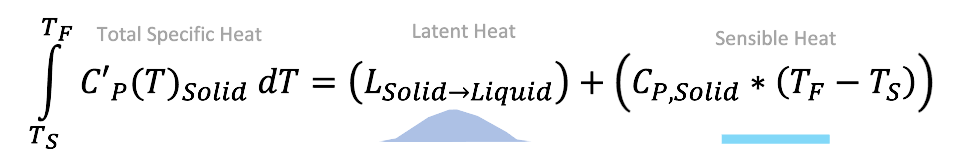 Total Specific Heat Latent Heat Sensible Heat
∫_{T_S}^{T_F} C'_P(T)_{Solid} dT = (L_{Solid→Liquid}) + (C_{P,Solid} * (T_F − T_S))